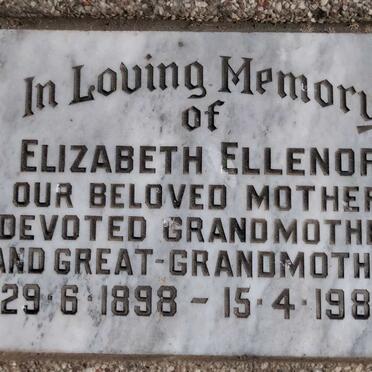 In Loving Memory
of
ELIZABETH ELLENOR
OUR BELOVED MOTHER
DEVOTED GRANDMOTHE
AND GREAT-GRANDMOTH
29·6·1898 – 15·4·198